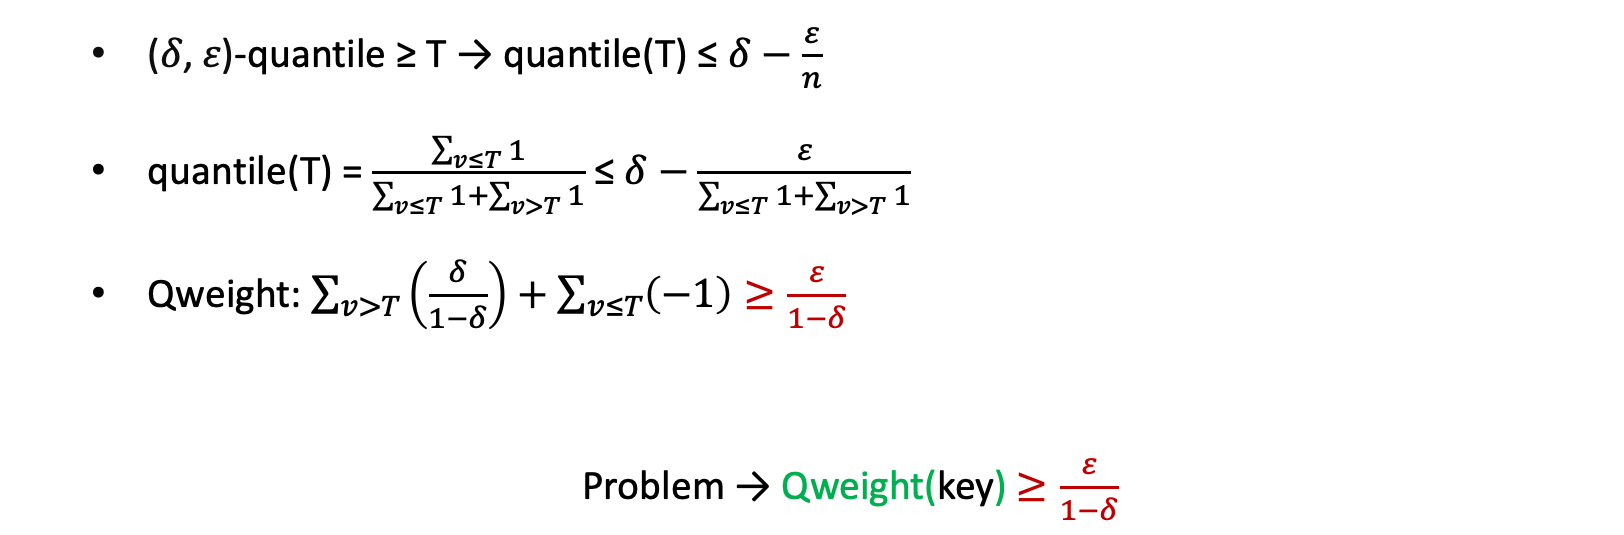 • (δ, ε)-quantile ≥ T → quantile(T) ≤ δ − ε/n
• quantile(T) = (∑_{v≤T} 1)/(∑_{v≤T} 1+∑_{v>T} 1) ≤ δ − ε/(∑_{v≤T} 1+∑_{v>T} 1)
• Qweight: ∑_{v>T} (δ/(1−δ)) + ∑_{v≤T}(−1) ≥ ε/(1−δ)
Problem → Qweight(key) ≥ ε/(1−δ)